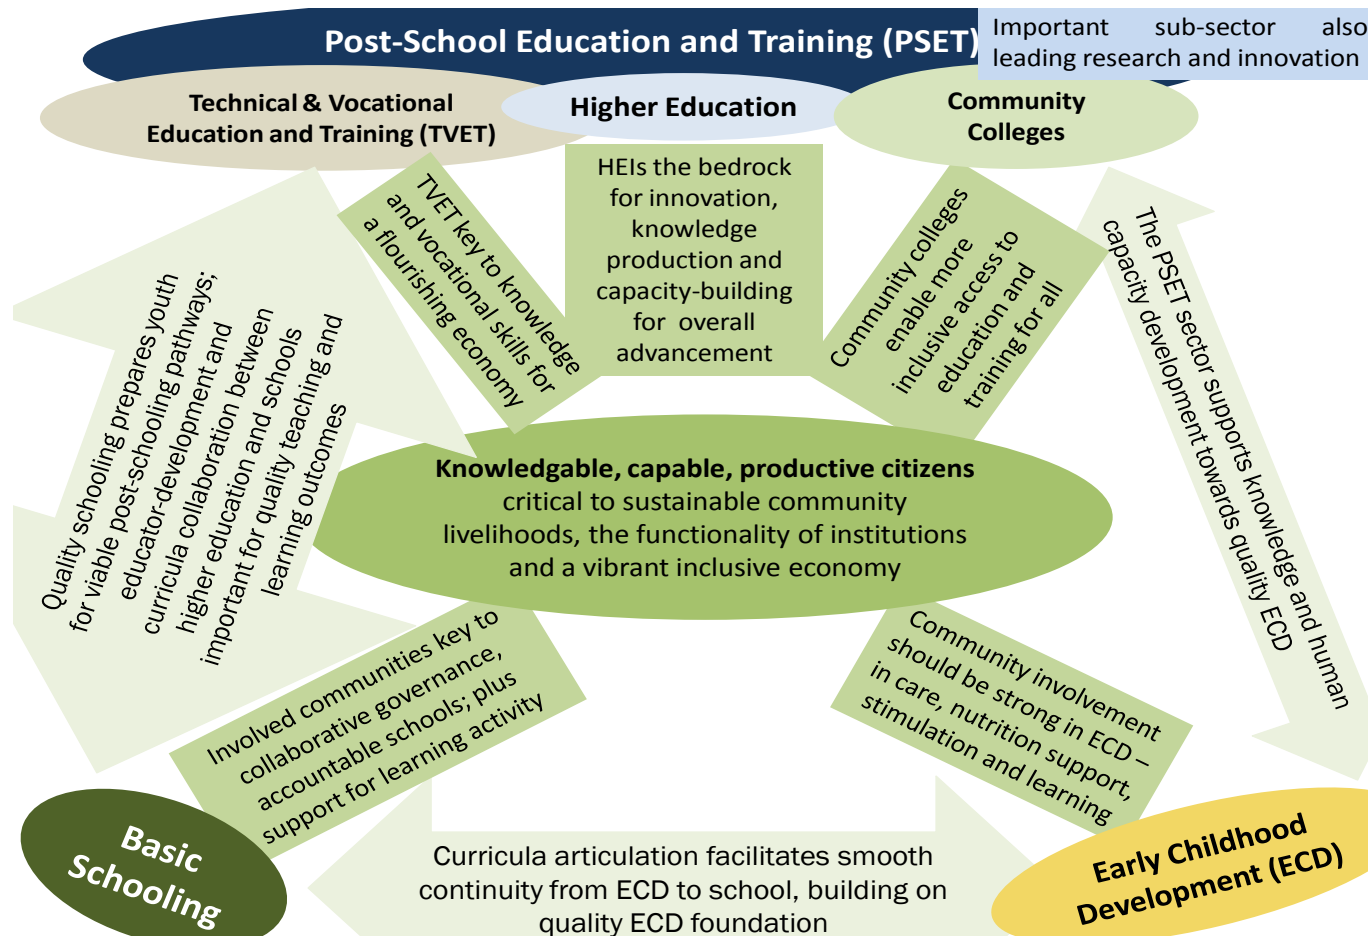 Post-School Education and Training (PSET)
Important sub-sector also
leading research and innovation
Technical & Vocational
Education and Training (TVET)
Higher Education
Community
Colleges
Quality schooling prepares youth
for viable post-schooling pathways;
educator-development and
curricula collaboration between
higher education and schools
important for quality teaching and
learning outcomes
TVET key to knowledge
and vocational skills for
a flourishing economy
HEIs the bedrock
for innovation,
knowledge
production and
capacity-building
for overall
advancement
Community colleges
enable more
inclusive access to
education and
training for all
The PSET sector supports knowledge and human
capacity development towards quality ECD
Knowledgable, capable, productive citizens
critical to sustainable community
livelihoods, the functionality of institutions
and a vibrant inclusive economy
Involved communities key to
collaborative governance,
accountable schools; plus
support for learning activity
Community involvement
should be strong in ECD –
in care, nutrition support,
stimulation and learning
Basic
Schooling
Curricula articulation facilitates smooth
continuity from ECD to school, building on
quality ECD foundation
Early Childhood
Development (ECD)